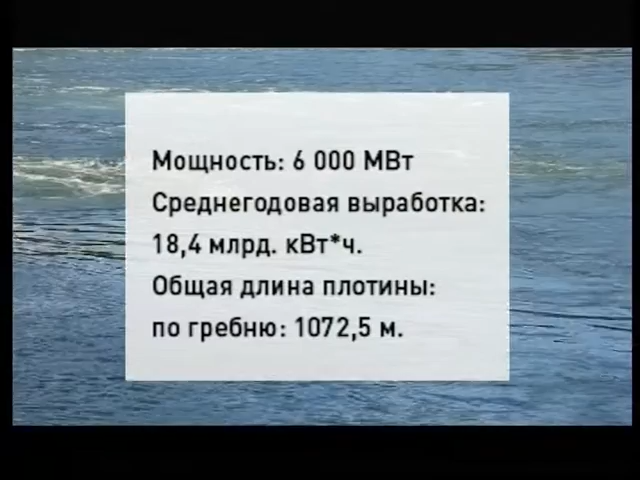 Мощность: 6 000 МВт
Среднегодовая выработка:
18,4 млрд. кВт*ч.
Общая длина плотины:
по гребню: 1072,5 м.